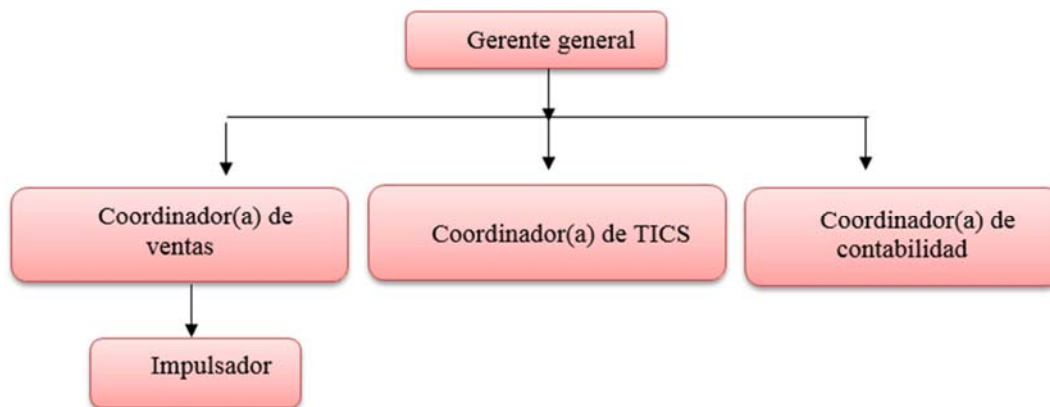 Gerente general
Coordinador(a) de
ventas
Coordinador(a) de TICS
Coordinador(a) de
contabilidad
Impulsador